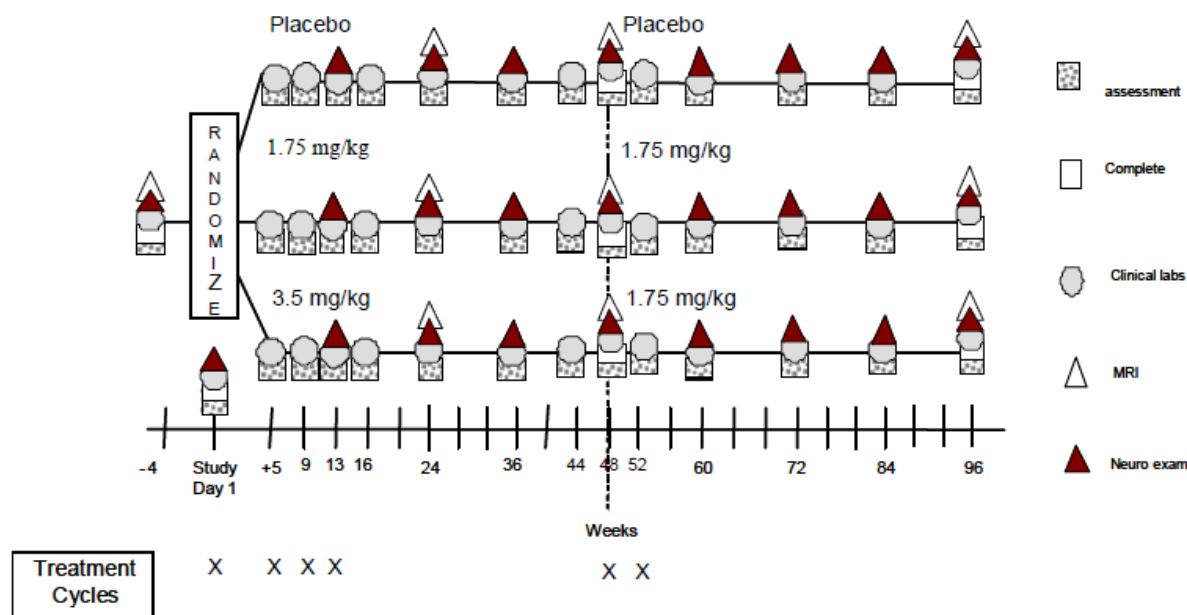 Placebo
Placebo
assessment
RANDOMIZE
1.75 mg/kg
1.75 mg/kg
Complete
Clinical labs
3.5 mg/kg
1.75 mg/kg
MRI
Neuro exam
-4 Study +5 9 13 16 24 36 44 48 52 60 72 84 96
Day 1
Weeks
Treatment X X X X X X
Cycles